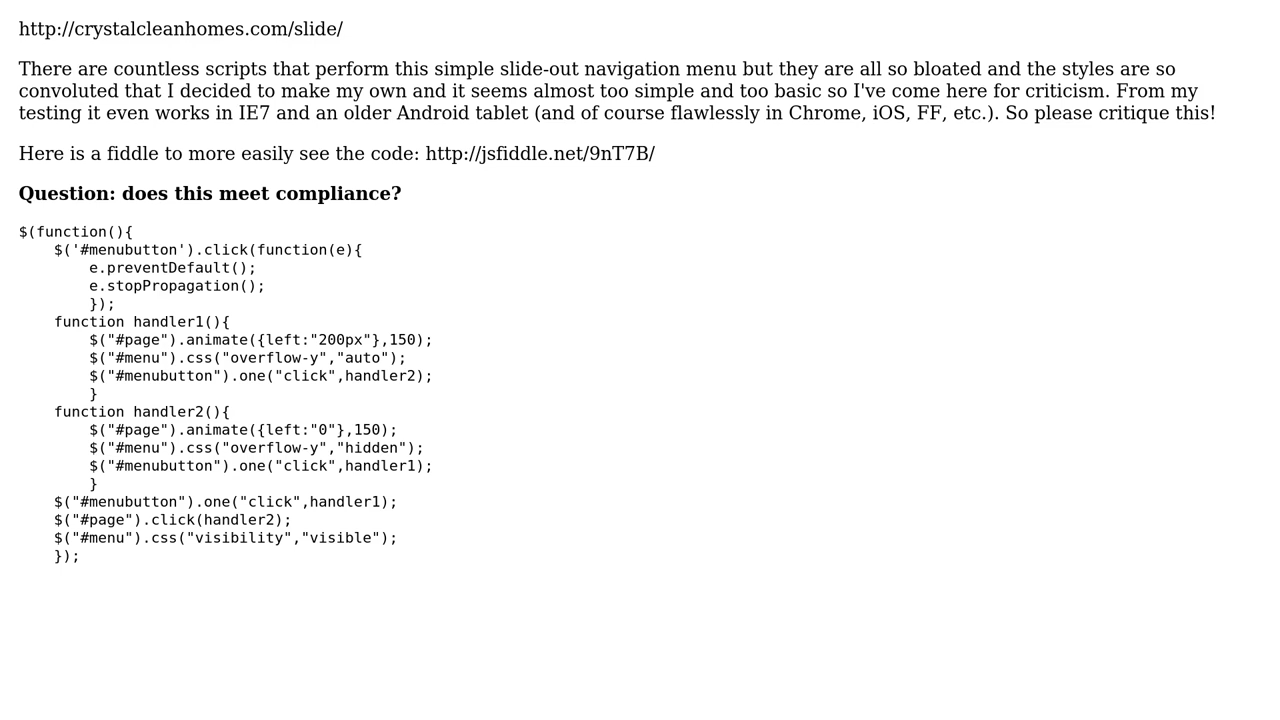 http://crystalcleanhomes.com/slide/
There are countless scripts that perform this simple slide-out navigation menu but they are all so bloated and the styles are so
convoluted that I decided to make my own and it seems almost too simple and too basic so I've come here for criticism. From my
testing it even works in IE7 and an older Android tablet (and of course flawlessly in Chrome, iOS, FF, etc.). So please critique this!
Here is a fiddle to more easily see the code: http://jsfiddle.net/9nT7B/
Question: does this meet compliance?
$(function(){
    $('#menubutton').click(function(e){
        e.preventDefault();
        e.stopPropagation();
        });
    function handler1(){
        $("#page").animate({left:"200px"},150);
        $("#menu").css("overflow-y","auto");
        $("#menubutton").one("click",handler2);
        }
    function handler2(){
        $("#page").animate({left:"0"},150);
        $("#menu").css("overflow-y","hidden");
        $("#menubutton").one("click",handler1);
        }
    $("#menubutton").one("click",handler1);
    $("#page").click(handler2);
    $("#menu").css("visibility","visible");
    });